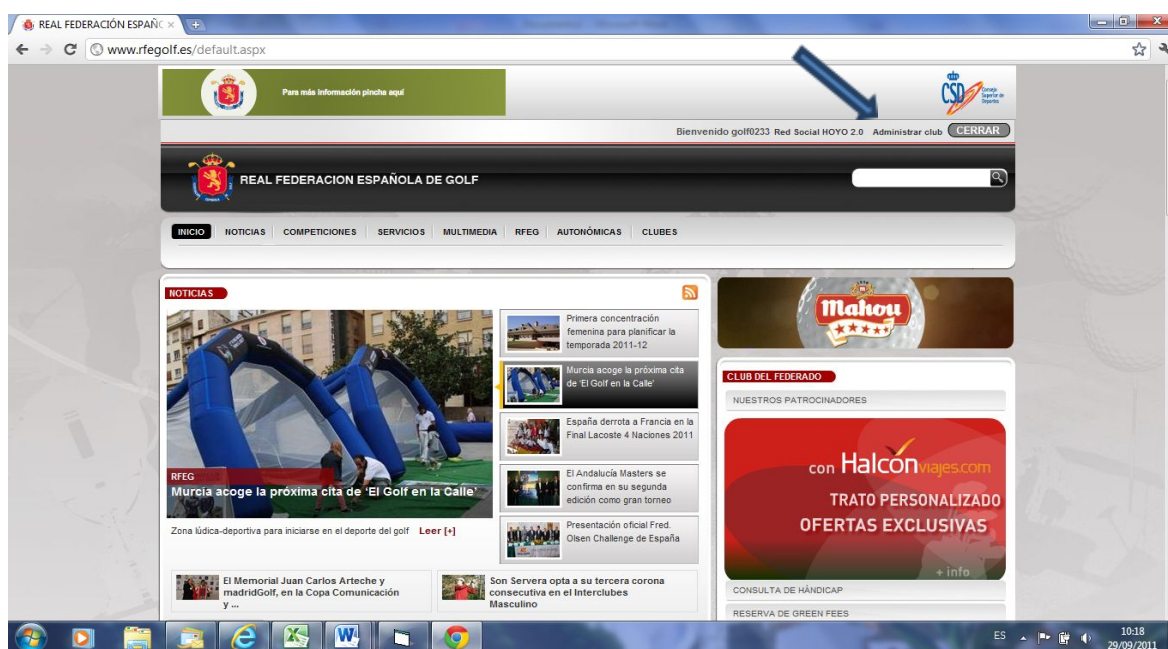 REAL FEDERACIÓN ESPAÑC
www.rfegolf.es/default.aspx
Para más información pincha aquí
CSD
Consejo
Superior de
Deportes
Bienvenido golf0233 Red Social HOYO 2.0 Administrar club CERRAR
REAL FEDERACION ESPAÑOLA DE GOLF
INICIO NOTICIAS COMPETICIONES SERVICIOS MULTIMEDIA RFEG AUTONÓMICAS CLUBES
NOTICIAS
RFEG
Murcia acoge la próxima cita de 'El Golf en la Calle'
Zona lúdica-deportiva para iniciarse en el deporte del golf Leer [+]
Primera concentración
femenina para planificar la
temporada 2011-12
Murcia acoge la próxima cita
de 'El Golf en la Calle'
España derrota a Francia en la
Final Lacoste 4 Naciones 2011
El Andalucía Masters se
confirma en su segunda
edición como gran torneo
Presentación oficial Fred.
Olsen Challenge de España
El Memorial Juan Carlos Arteche y
madridGolf, en la Copa Comunicación
y ...
Son Servera opta a su tercera corona
consecutiva en el Interclubes
Masculino
Mahou
CLUB DEL FEDERADO
NUESTROS PATROCINADORES
con Halcónviajes.com
TRATO PERSONALIZADO
OFERTAS EXCLUSIVAS
+ info
CONSULTA DE HÁNDICAP
RESERVA DE GREEN FEES
ES
10:18
29/09/2011